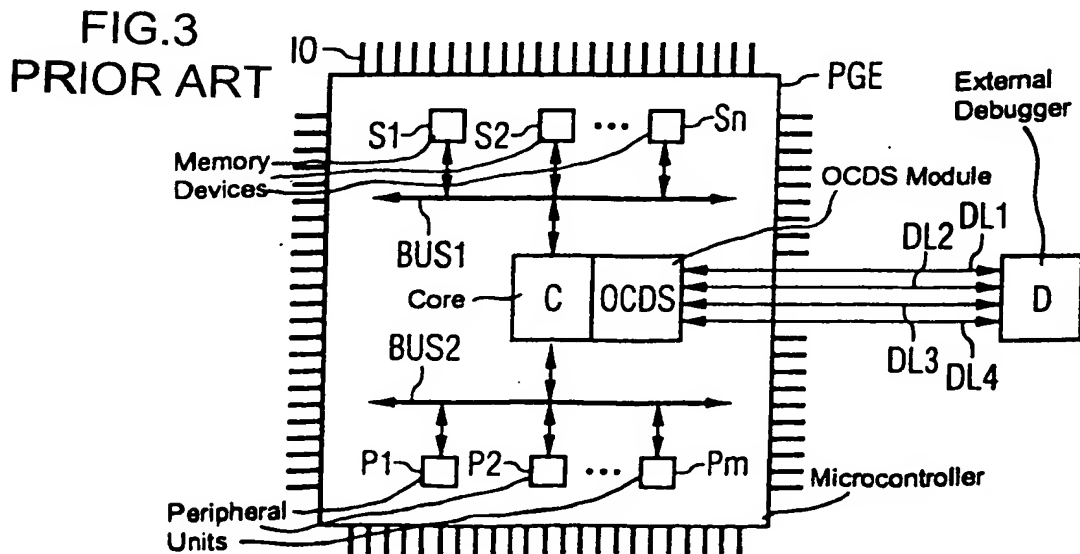 FIG.3
PRIOR ART
IO
PGE
External
Debugger
S1
S2
•••
Sn
Memory
Devices
OCDS Module
BUS1
DL1
DL2
Core
C
OCDS
D
BUS2
DL3
DL4
P1
P2
•••
Pm
Peripheral
Units
Microcontroller